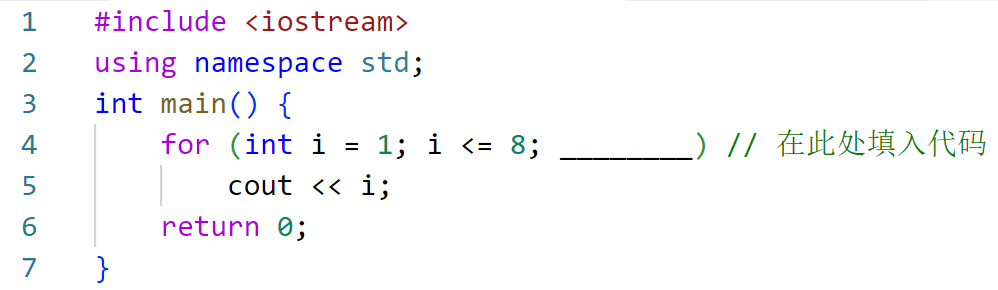 1 #include <iostream>
2 using namespace std;
3 int main() {
4 for (int i = 1; i <= 8; ________) // 在此处填入代码
5 cout << i;
6 return 0;
7 }